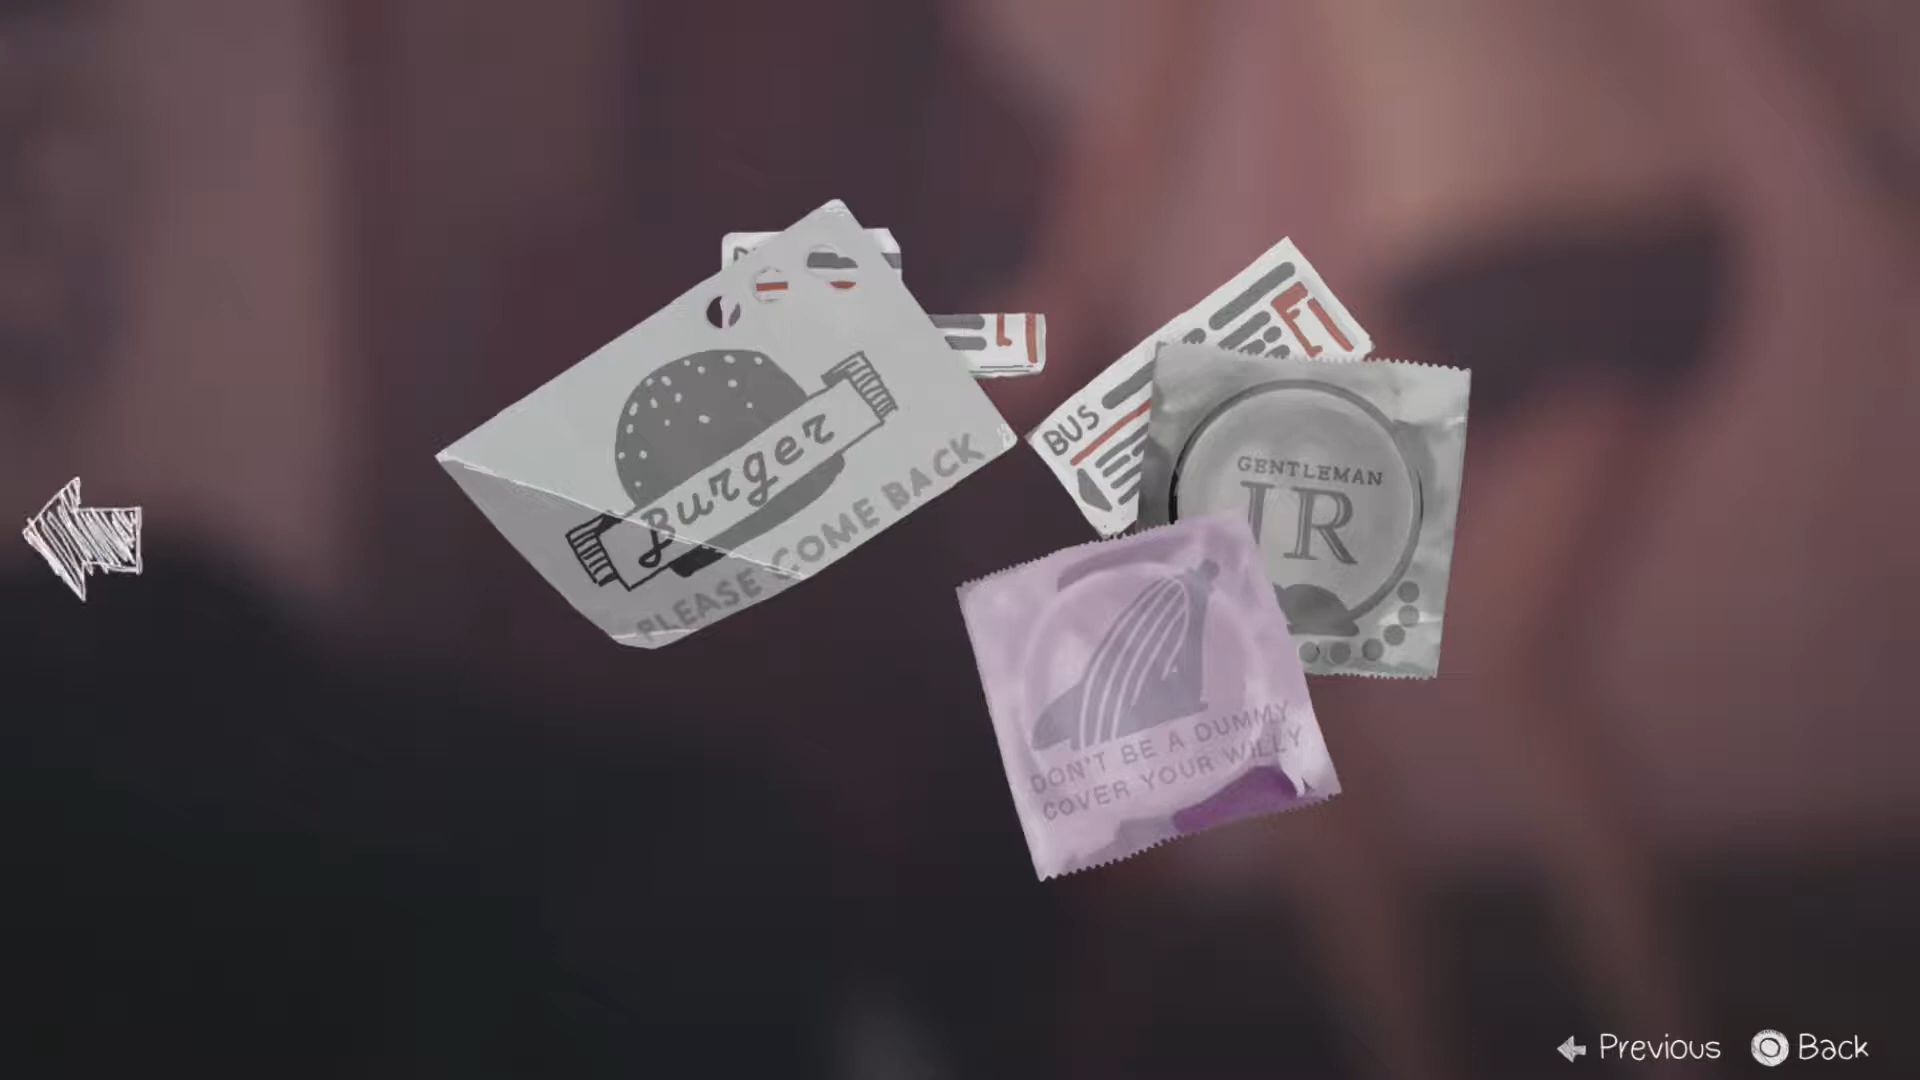 Burger
PLEASE COME BACK
BUS
GENTLEMAN
JR
DON'T BE A DUMMY
COVER YOUR WILLY
Previous
Back